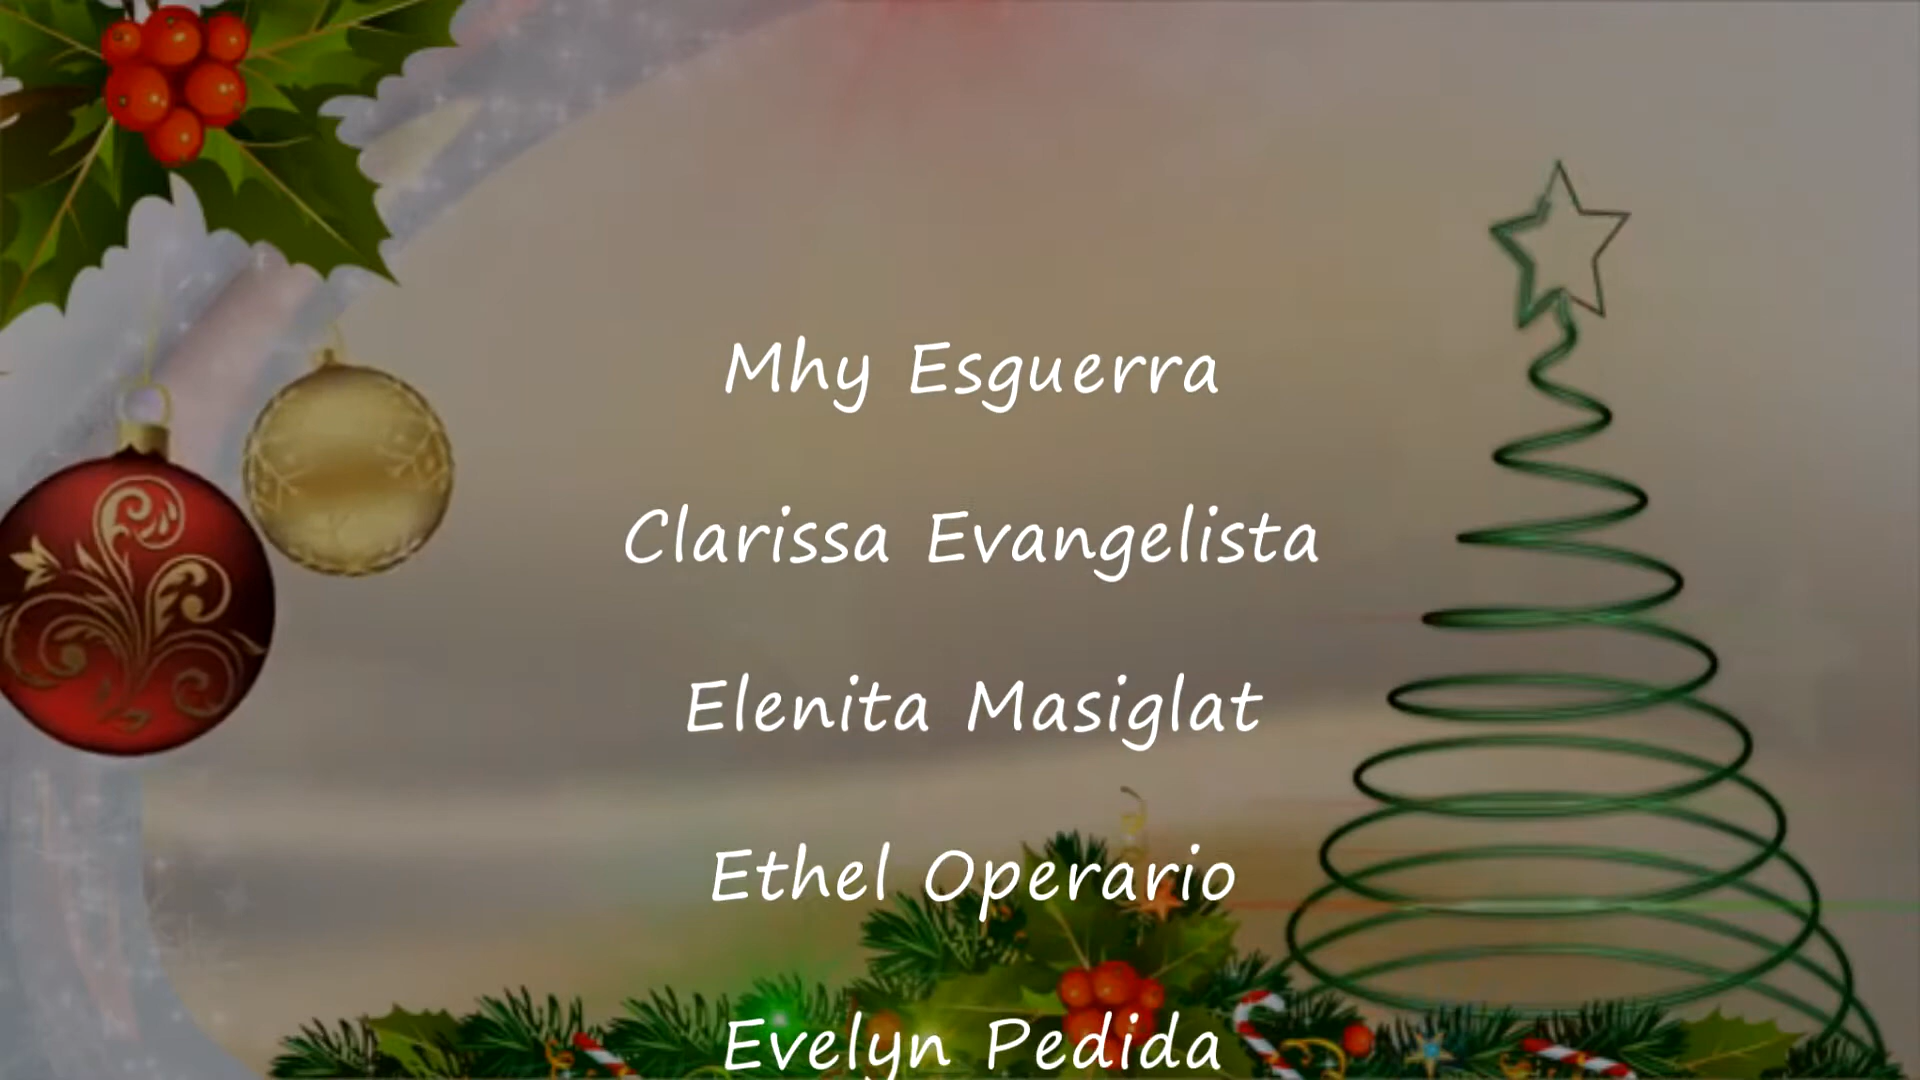 Mhy Esguerra
Clarissa Evangelista
Elenita Masiglat
Ethel Operario
Evelyn Pedida